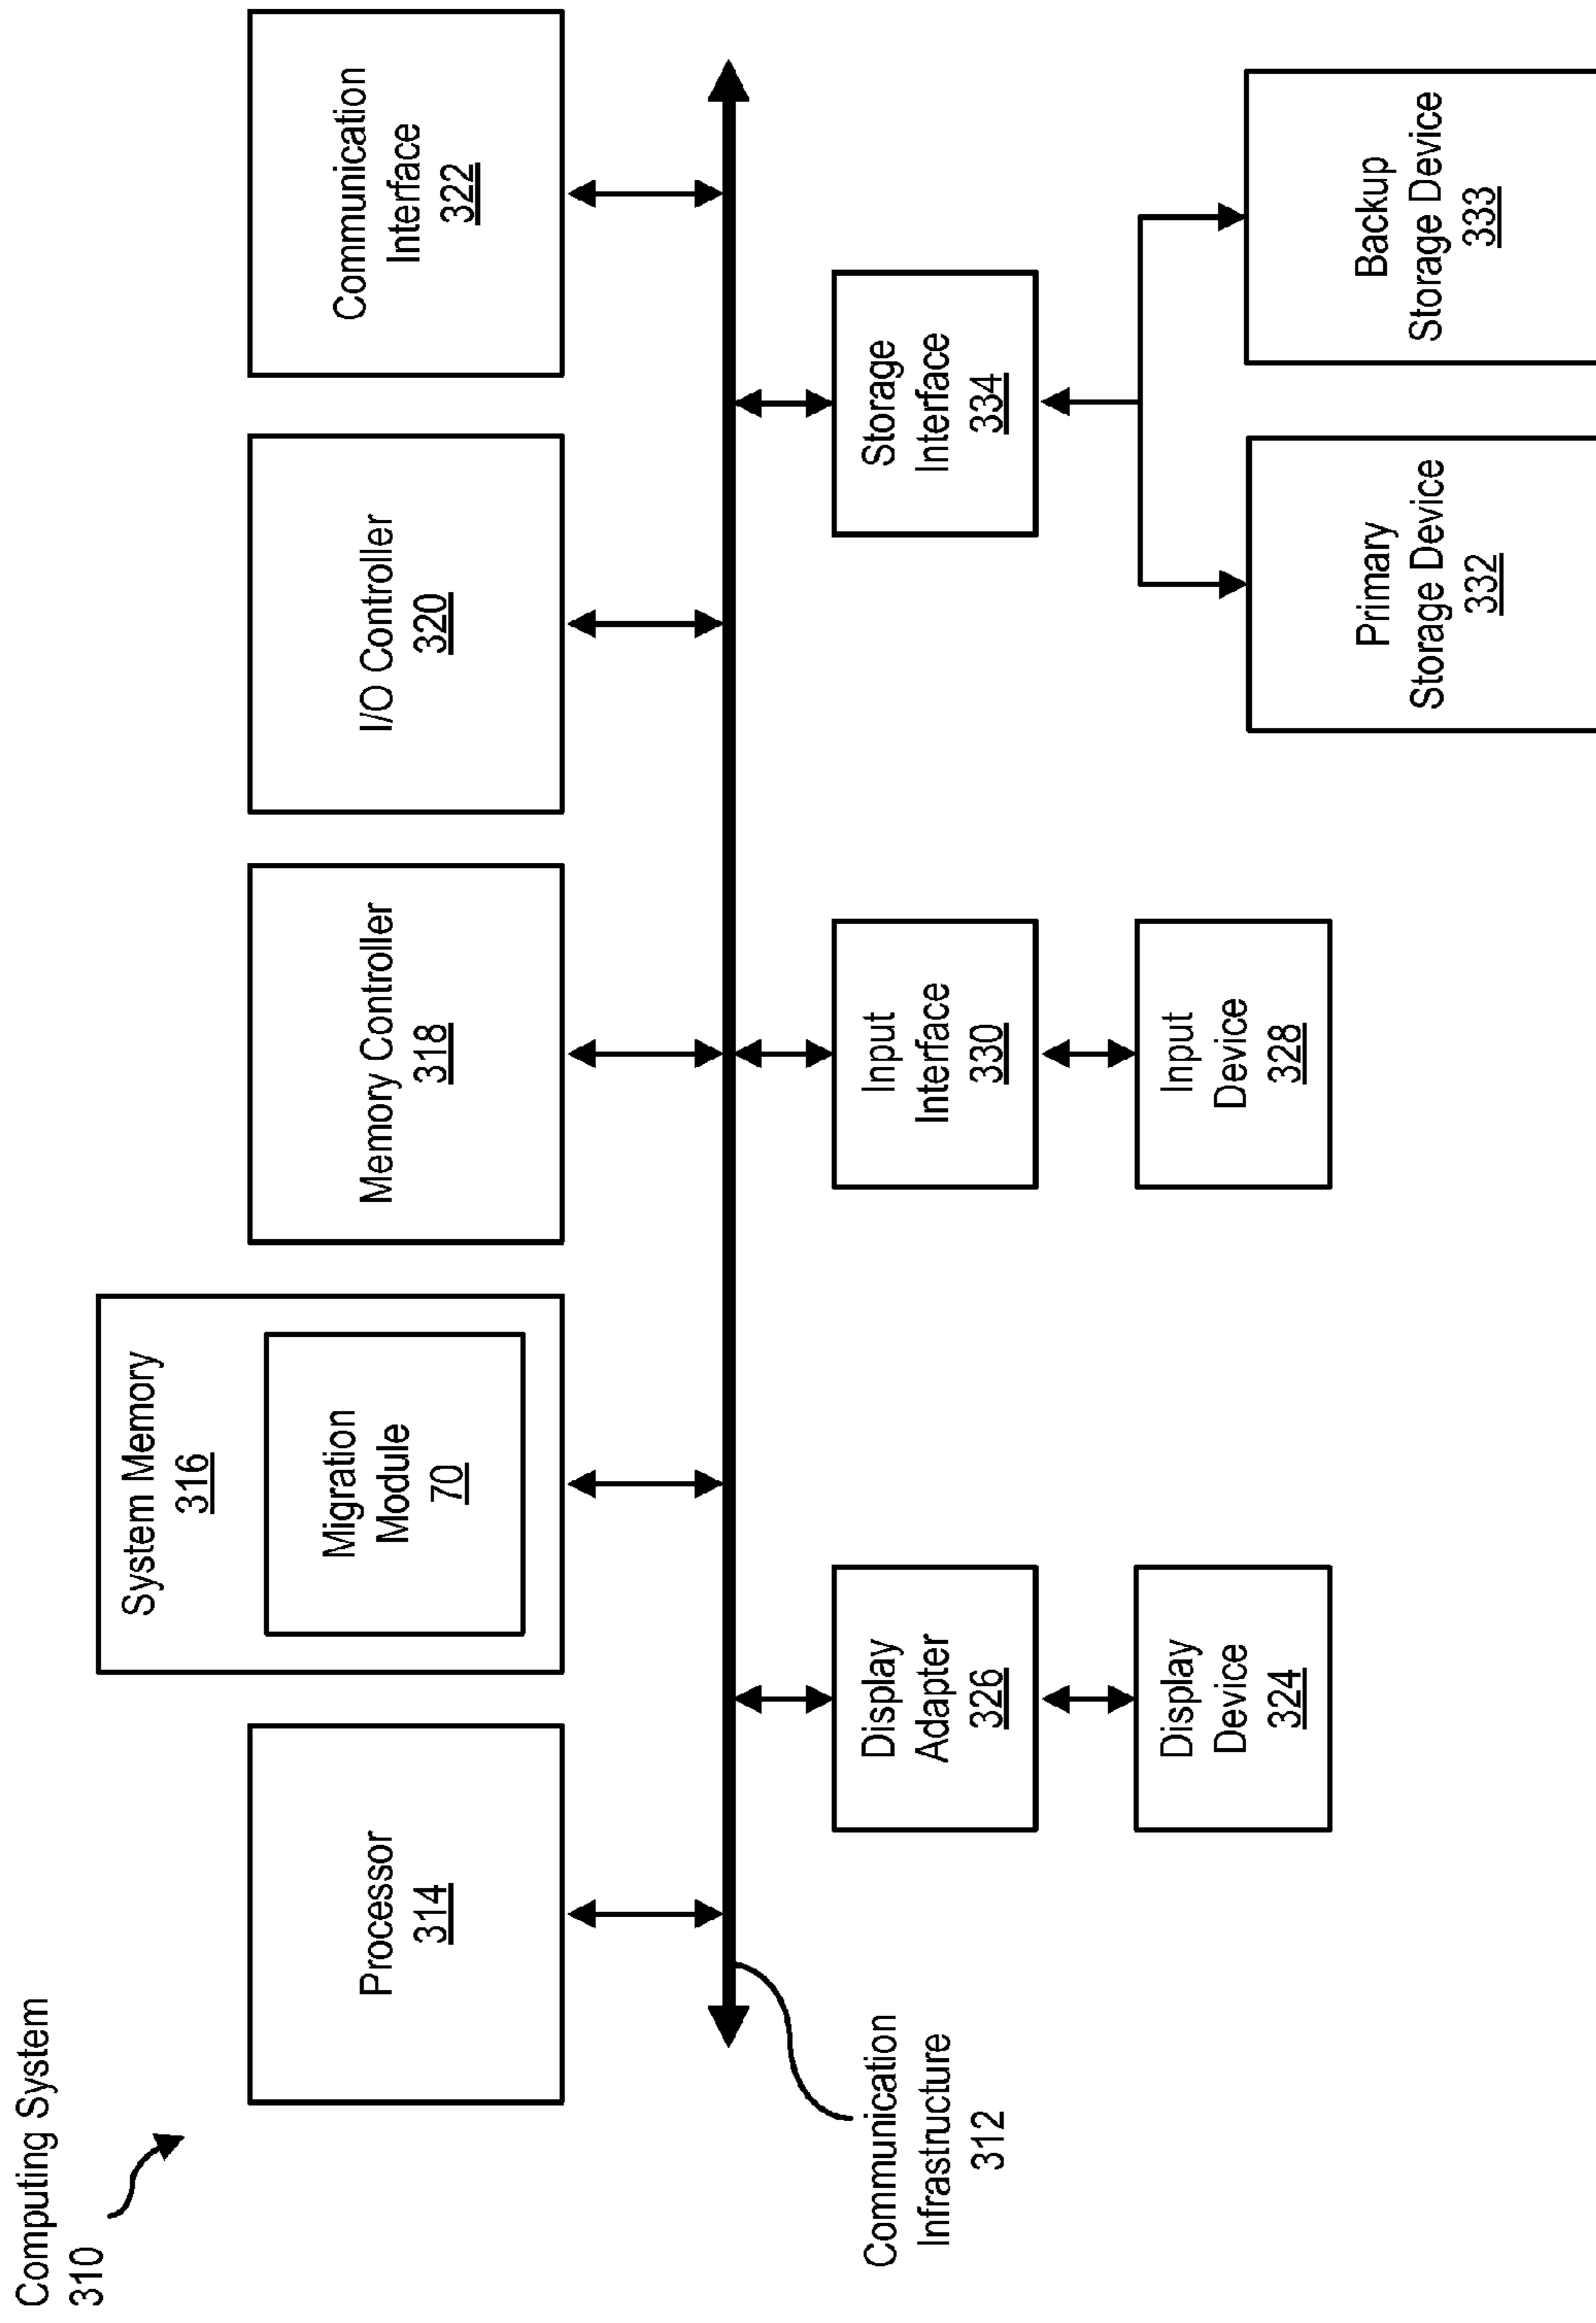 Computing System
310
Processor
314
System Memory
316
Migration
Module
70
Memory Controller
318
I/O Controller
320
Communication
Interface
322
Communication
Infrastructure
312
Display
Adapter
326
Input
Interface
330
Storage
Interface
334
Display
Device
324
Input
Device
328
Primary
Storage Device
332
Backup
Storage Device
333